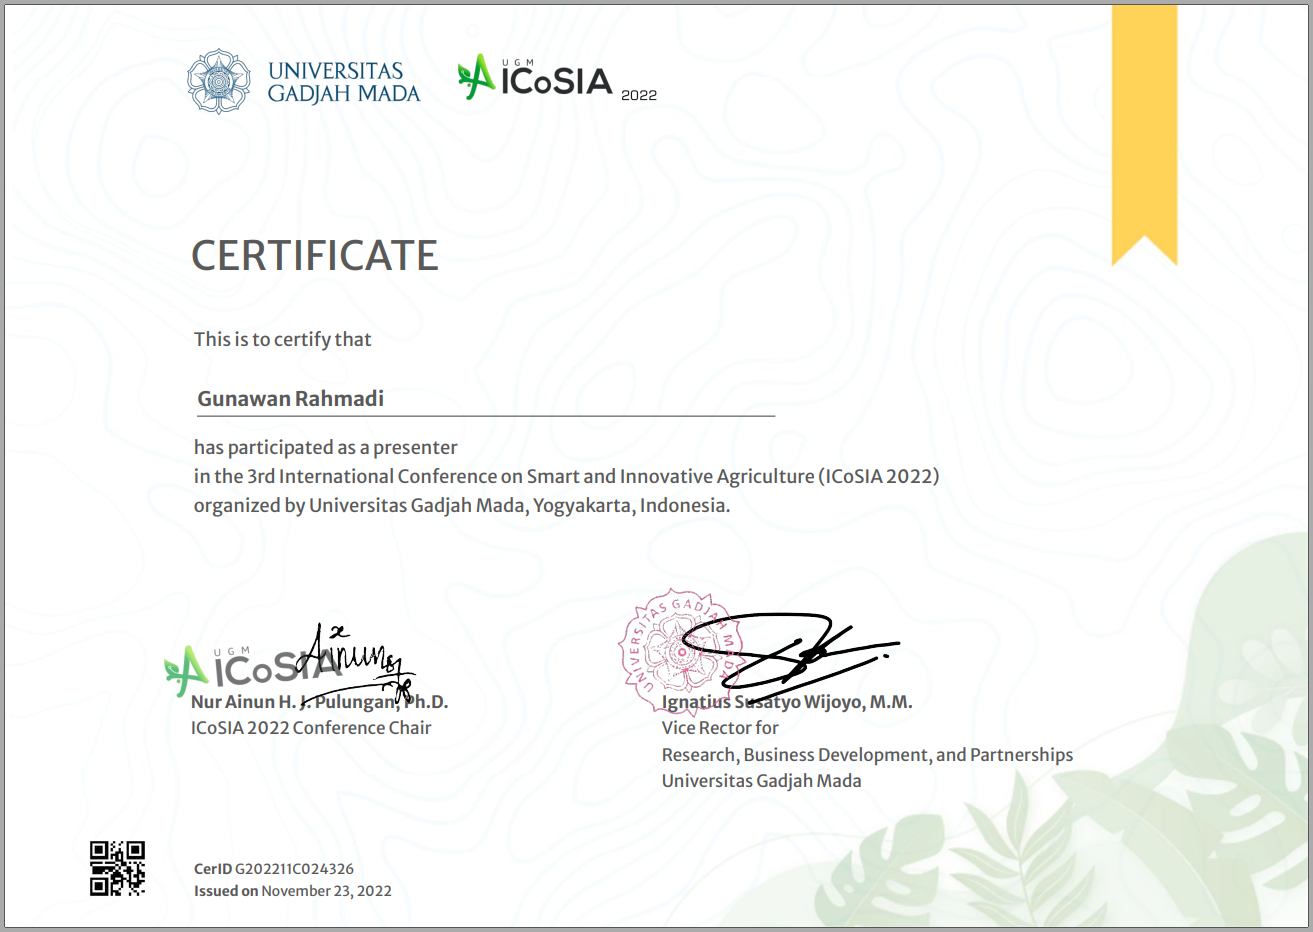 UNIVERSITAS
GADJAH MADA
UGM
ICoSIA 2022
CERTIFICATE
This is to certify that
Gunawan Rahmadi
has participated as a presenter
in the 3rd International Conference on Smart and Innovative Agriculture (ICoSIA 2022)
organized by Universitas Gadjah Mada, Yogyakarta, Indonesia.
UGM
ICoSIA
Ainun
Nur Ainun H. J. Pulungan, Ph.D.
ICoSIA 2022 Conference Chair
UNIVERSITAS GADJAH MADA
Ignatius Susatyo Wijoyo, M.M.
Vice Rector for
Research, Business Development, and Partnerships
Universitas Gadjah Mada
CerID G202211C024326
Issued on November 23, 2022